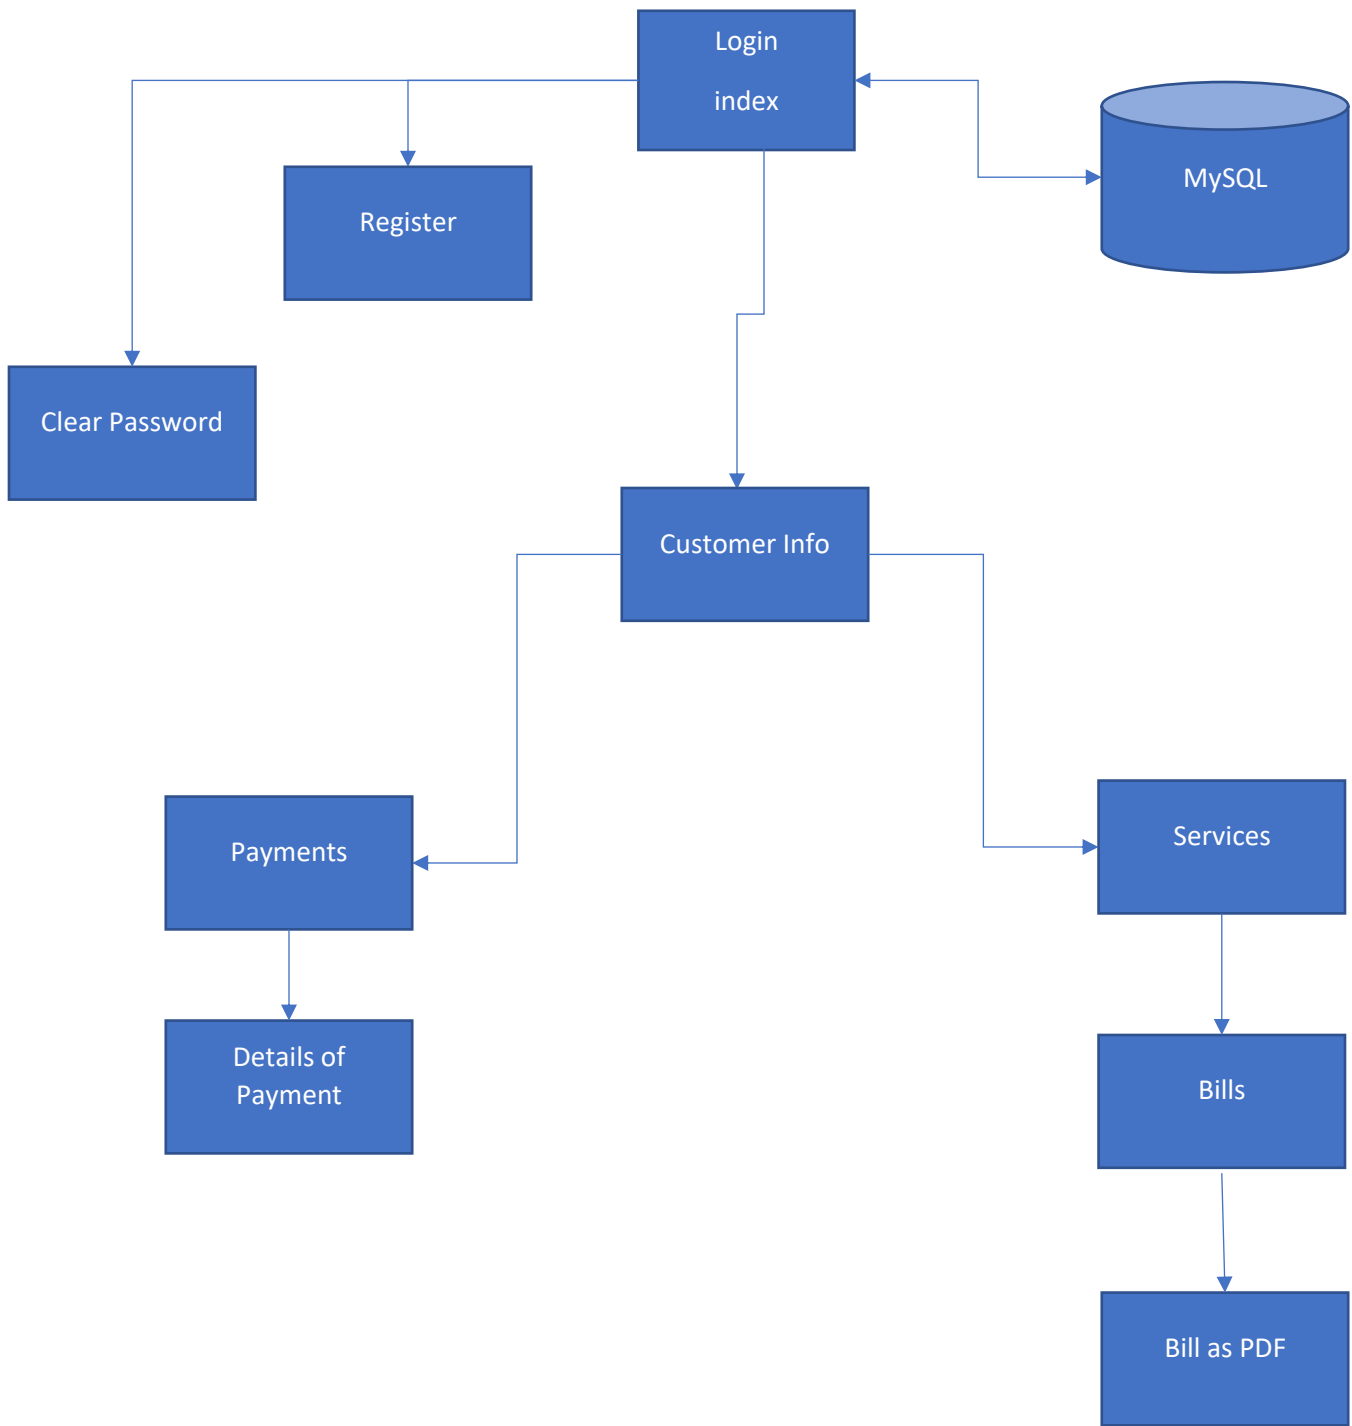 Login
index
MySQL
Register
Clear Password
Customer Info
Payments
Services
Details of
Payment
Bills
Bill as PDF